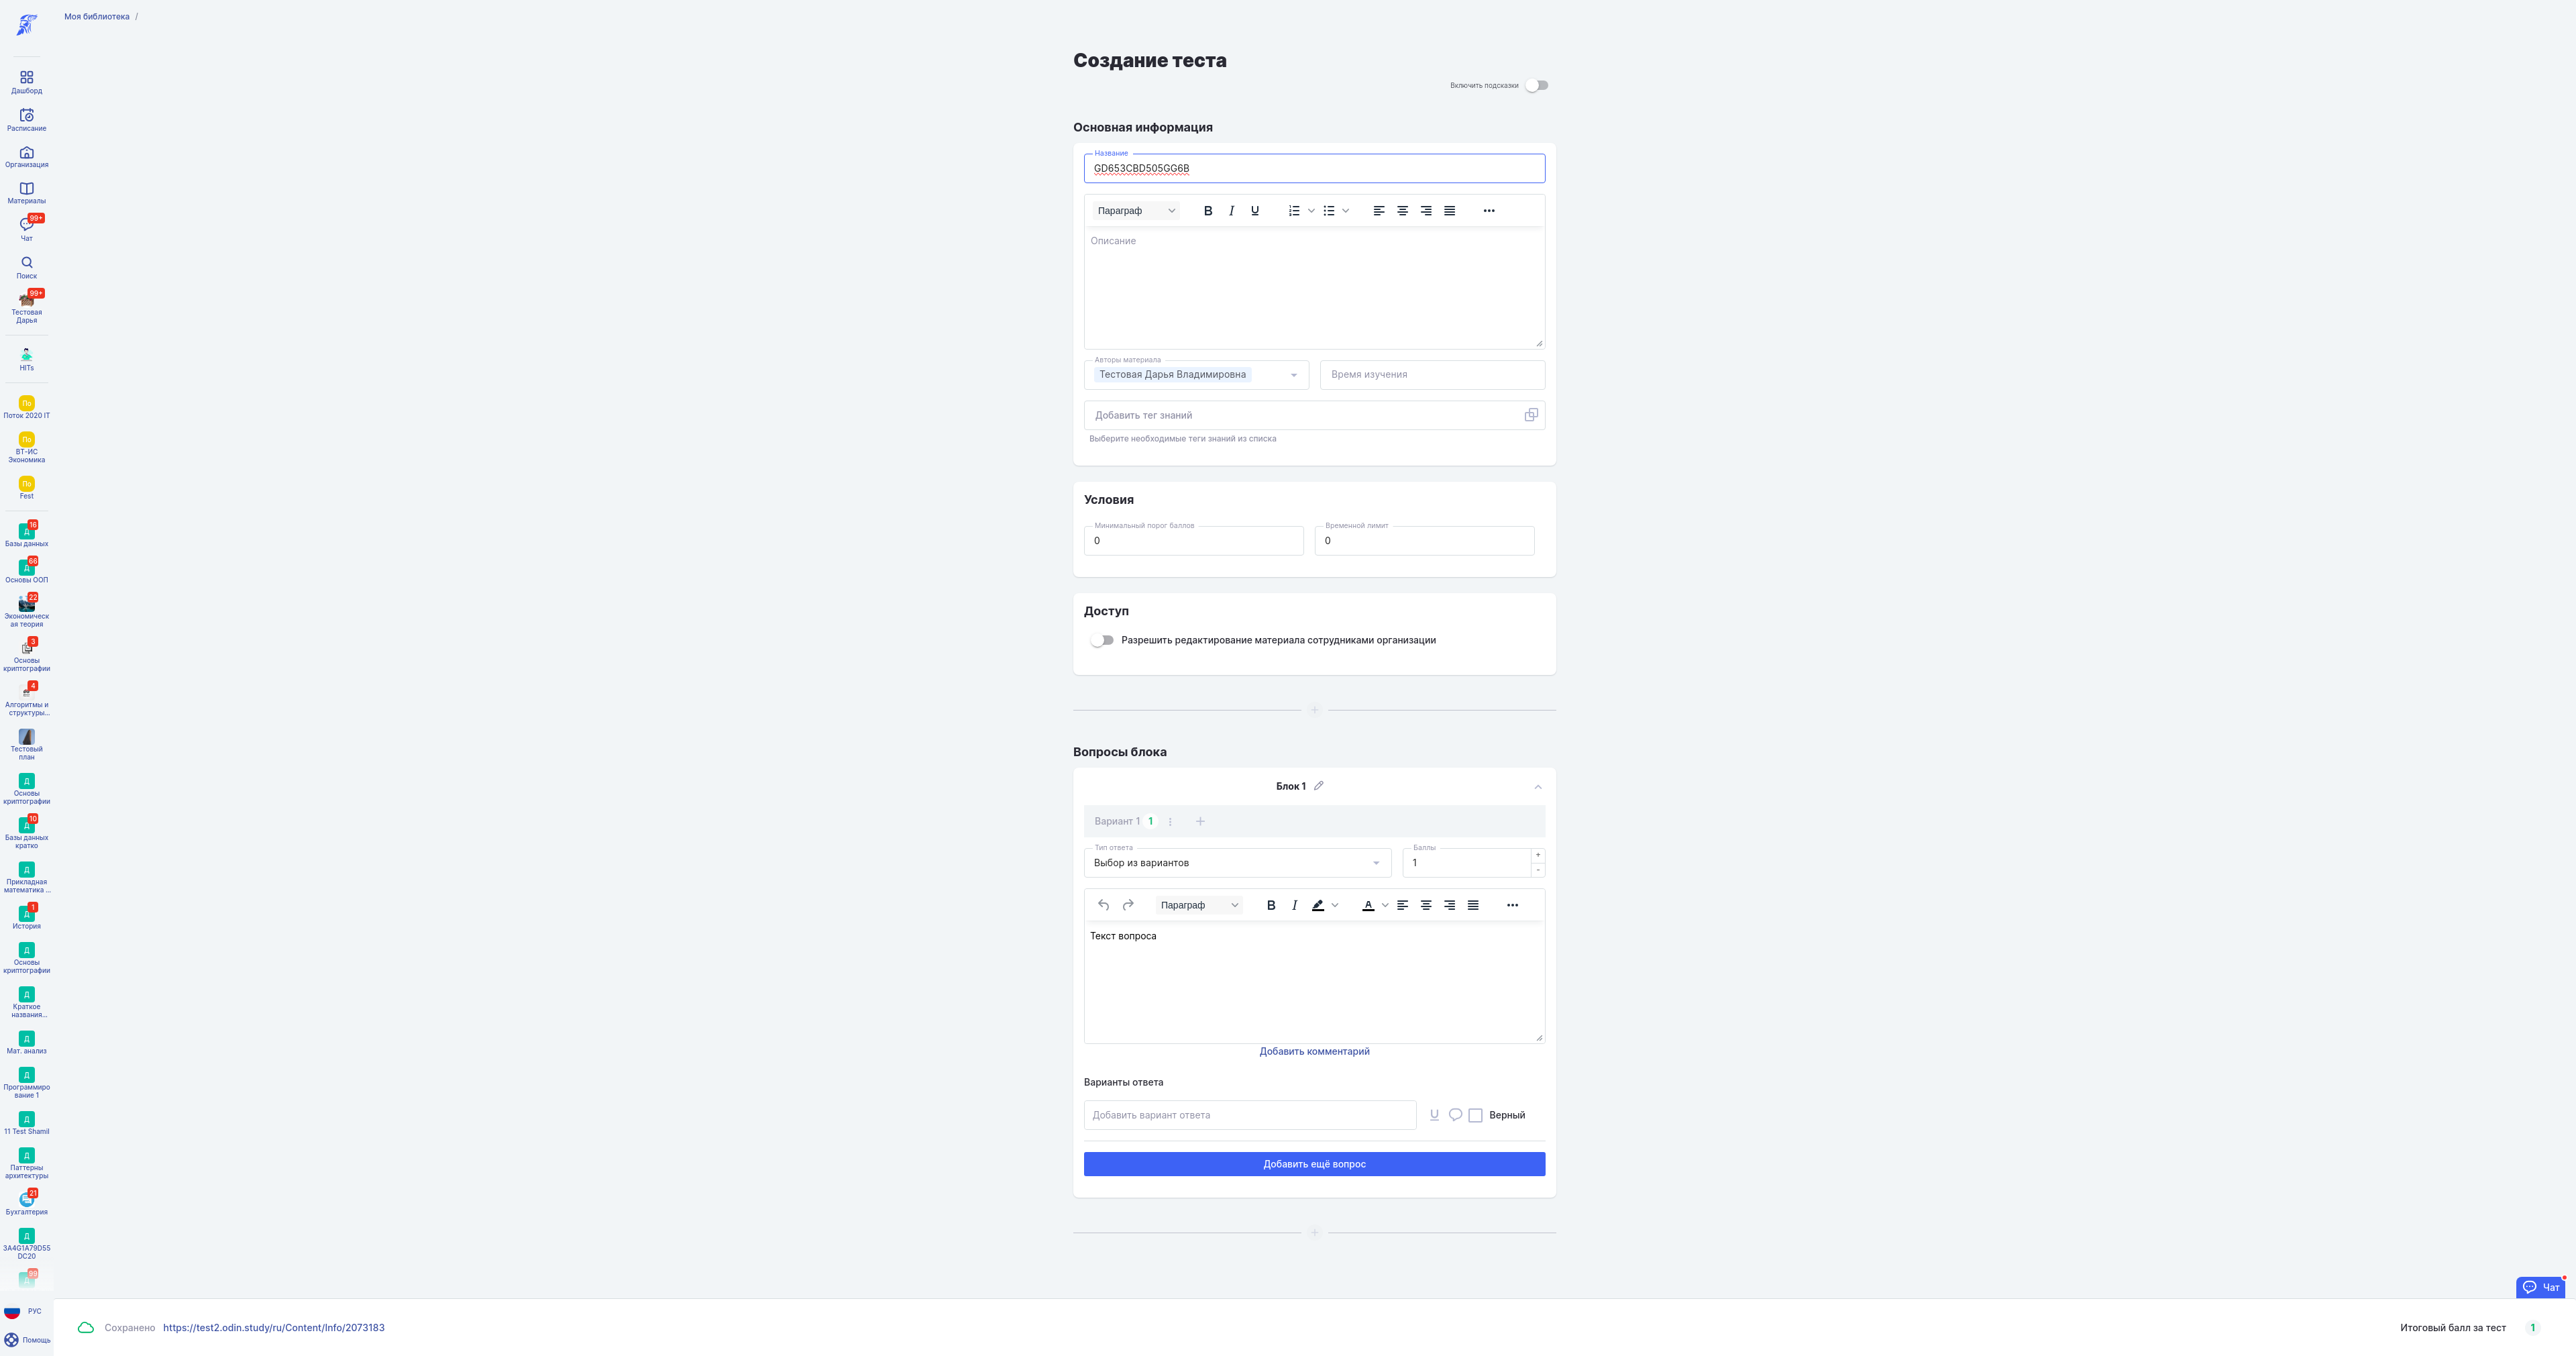 Моя библиотека /
Дашборд
Расписание
Организация
Материалы
99+
Чат
Поиск
99+
Тестовая
Дарья
HITs
По
Поток 2020 IT
По
ВТ-ИС
Экономика
По
Fest
16
Д
Базы данных
66
Д
Основы ООП
22
Экономическ
ая теория
3
Основы
криптографии
4
Алгоритмы и
структуры...
Тестовый
план
Д
Основы
криптографии
10
Д
Базы данных
кратко
Д
Прикладная
математика ...
1
Д
История
Д
Основы
криптографии
Д
Краткое
названия...
Д
Мат. анализ
Д
Программиро
вание 1
Д
11 Test Shamil
Д
Паттерны
архитектуры
21
Бухгалтерия
Д
3A4G1A79D55
DC20
99
Д
РУС
Помощь
Создание теста
Включить подсказки
Основная информация
Название
GD653CBD505GG6B
Параграф
B I U
Описание
Авторы материала
Тестовая Дарья Владимировна
Время изучения
Добавить тег знаний
Выберите необходимые теги знаний из списка
Условия
Минимальный порог баллов
0
Временной лимит
0
Доступ
Разрешить редактирование материала сотрудниками организации
Вопросы блока
Блок 1
Вариант 1 1
Тип ответа
Выбор из вариантов
Баллы
1
Параграф
B I A
Текст вопроса
Добавить комментарий
Варианты ответа
Добавить вариант ответа
U
Верный
Добавить ещё вопрос
Чат
Сохранено https://test2.odin.study/ru/Content/Info/2073183
Итоговый балл за тест 1